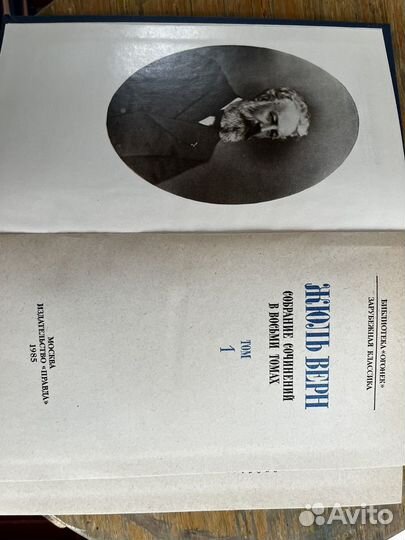 БИБЛИОТЕКА «ОГОНЕК»
ЗАРУБЕЖНАЯ КЛАССИКА
ЖЮЛЬ ВЕРН
СОБРАНИЕ СОЧИНЕНИЙ
В ВОСЬМИ ТОМАХ
ТОМ
1
МОСКВА
ИЗДАТЕЛЬСТВО «ПРАВДА»
1985
Avito